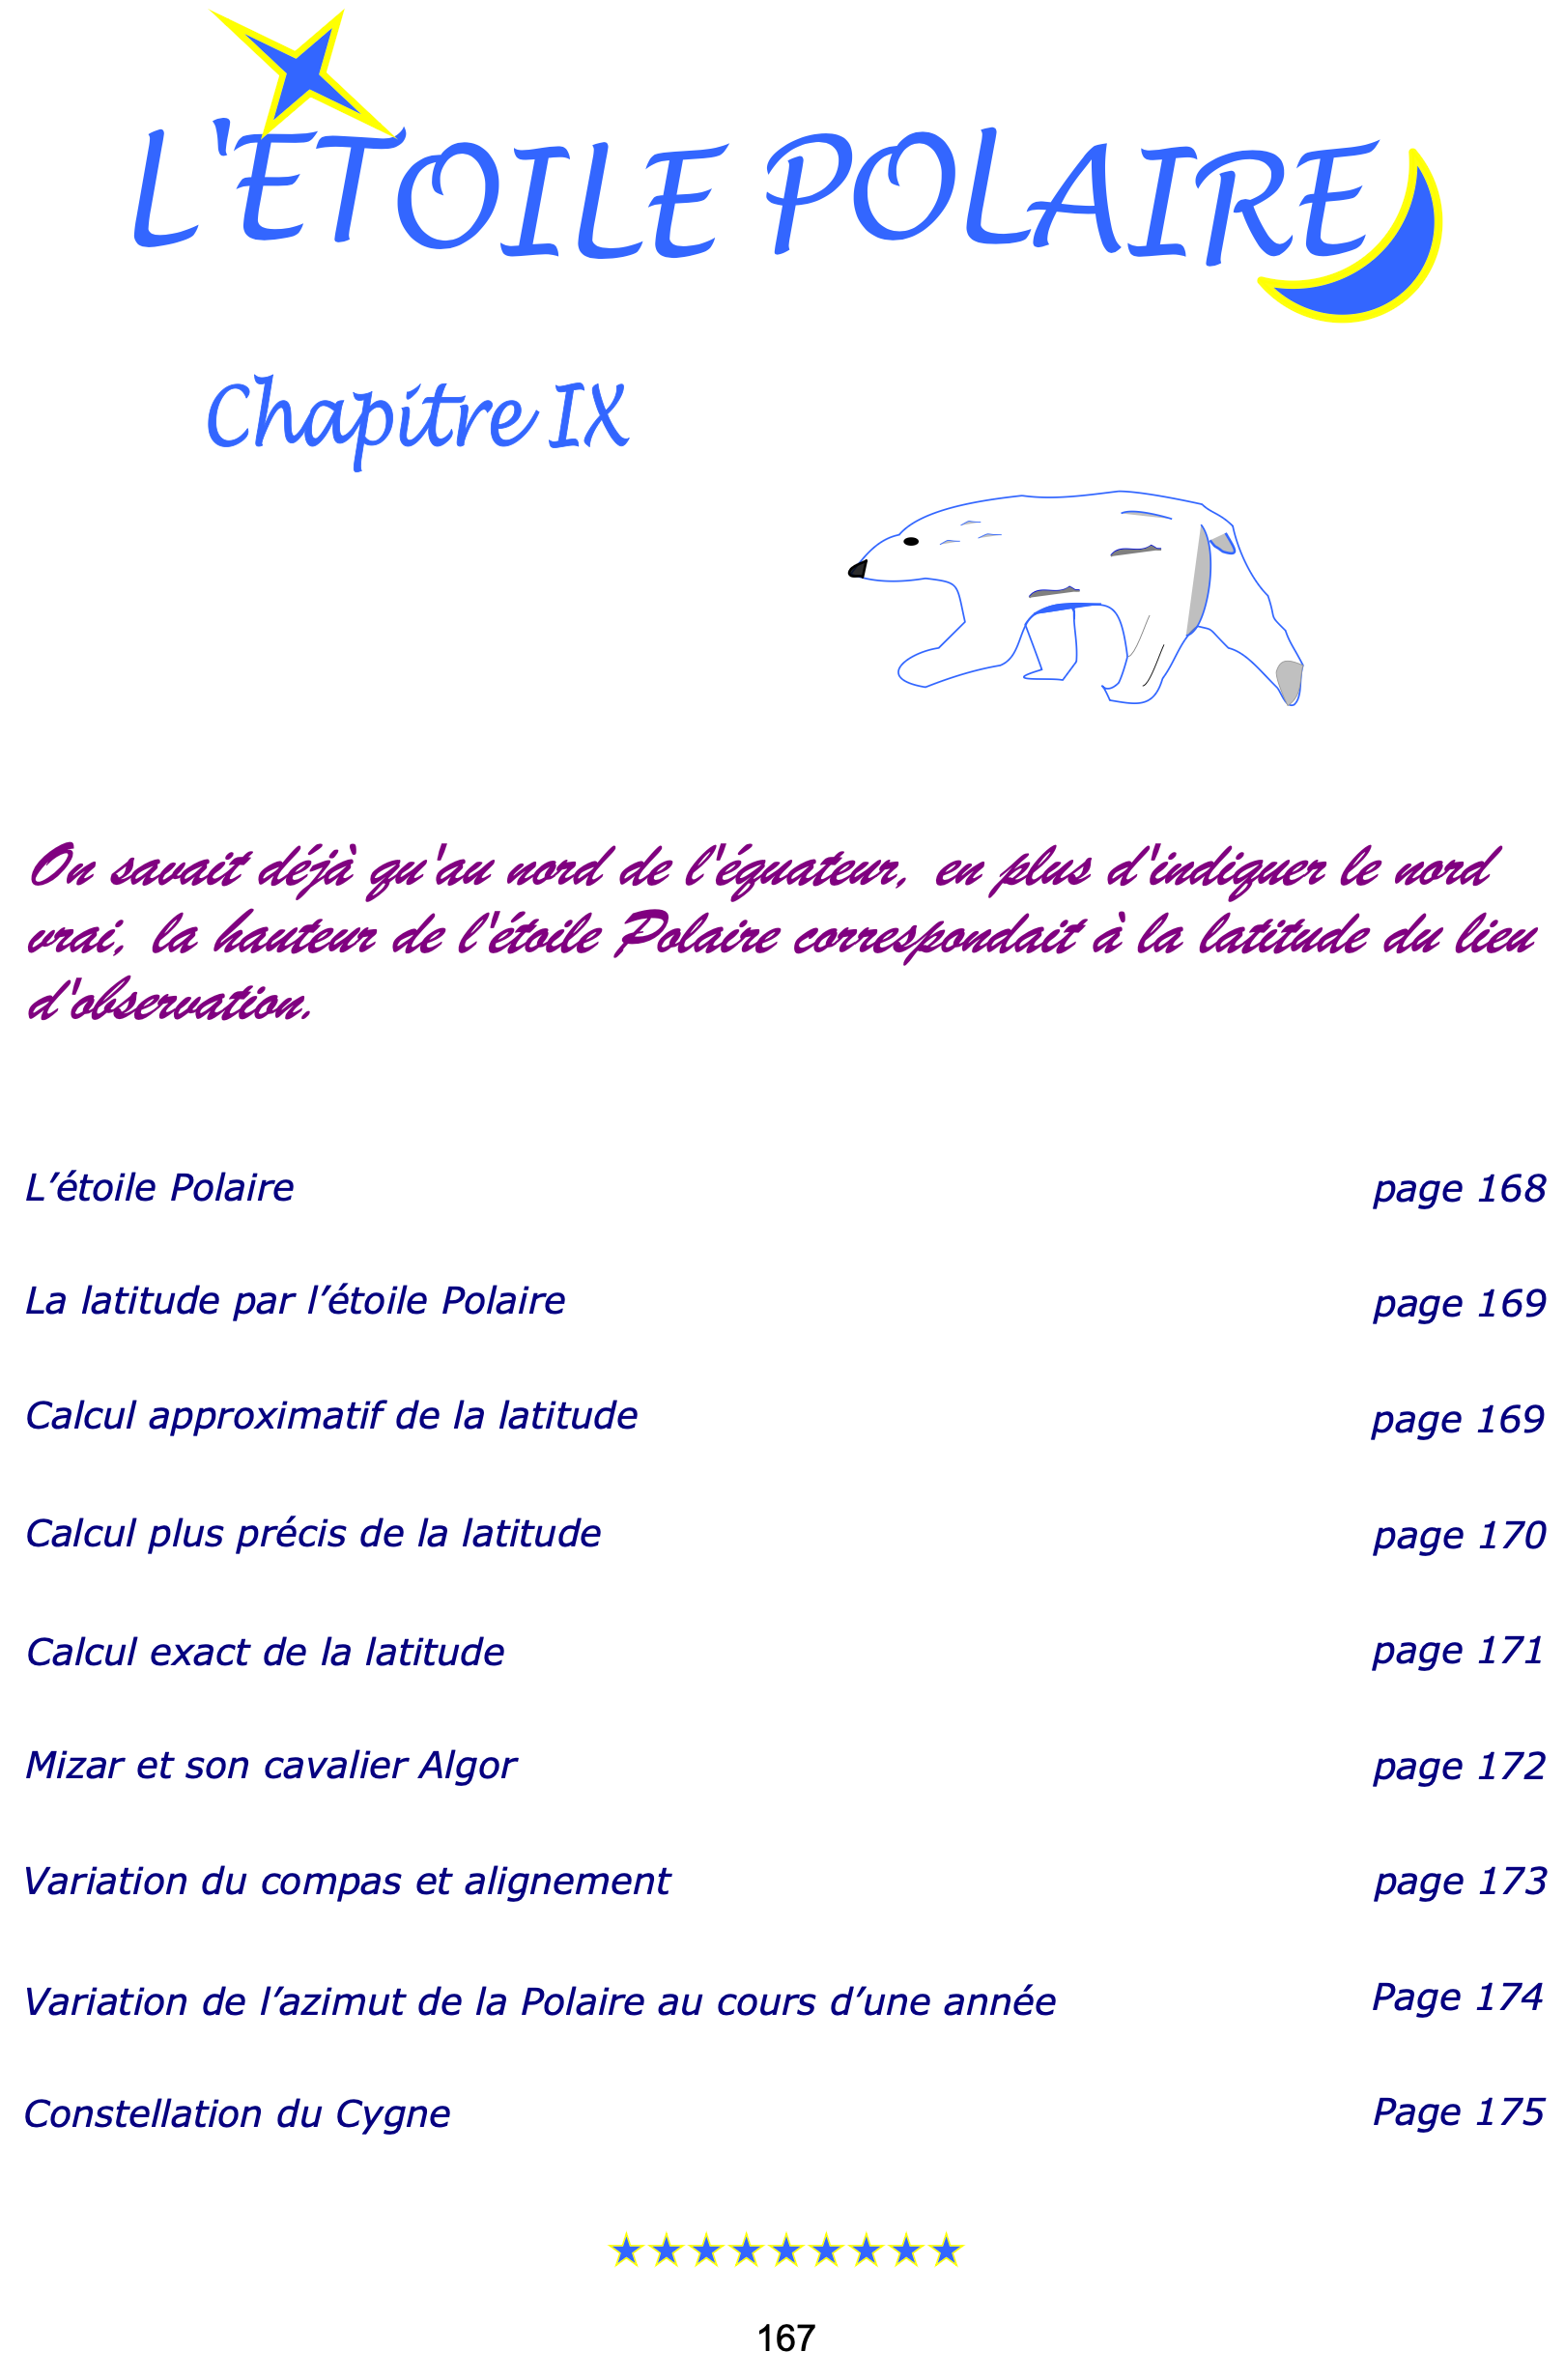 L'ÉTOILE POLAIRE
Chapitre IX
On savait déjà qu'au nord de l'équateur, en plus d'indiquer le nord
vrai, la hauteur de l'étoile Polaire correspondait à la latitude du lieu
d'observation.
L’étoile Polaire page 168
La latitude par l’étoile Polaire page 169
Calcul approximatif de la latitude page 169
Calcul plus précis de la latitude page 170
Calcul exact de la latitude page 171
Mizar et son cavalier Algor page 172
Variation du compas et alignement page 173
Variation de l’azimut de la Polaire au cours d’une année Page 174
Constellation du Cygne Page 175
167